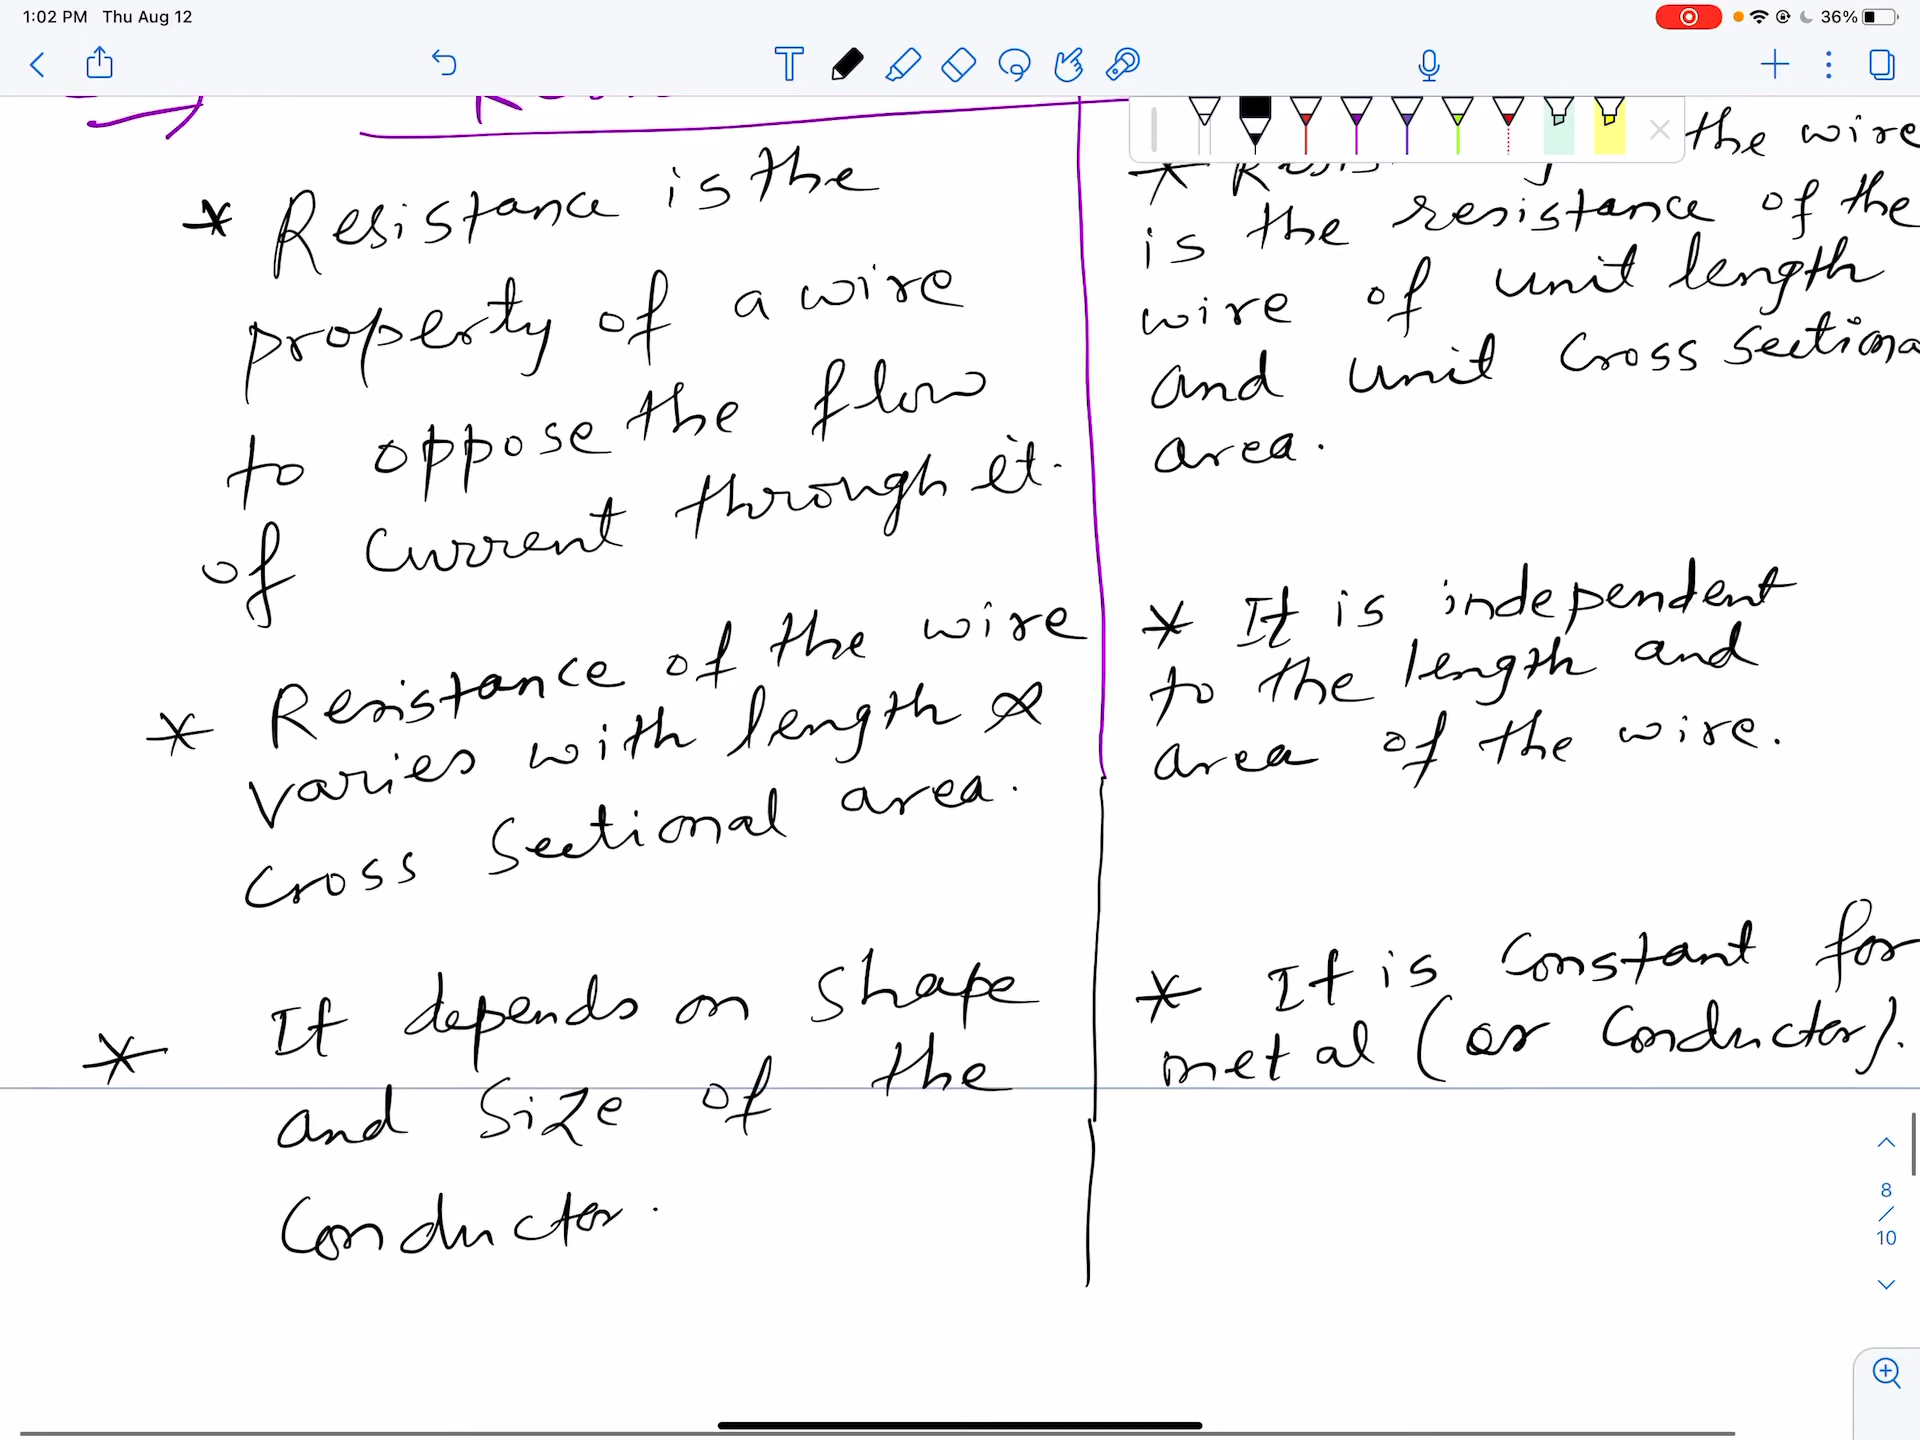 1:02 PM Thu Aug 12
36%
* Resistance is the
property of a wire
to oppose the flow
of current through it.
* Resistance of the wire
varies with length &
cross sectional area.
* It depends on shape
and size of the
conductor.
the wire
is the resistance of the
wire of unit length
and unit cross sectiona
area.
* It is independent
to the length and
area of the wire.
* It is constant for
metal (or conductor).
8
/
10